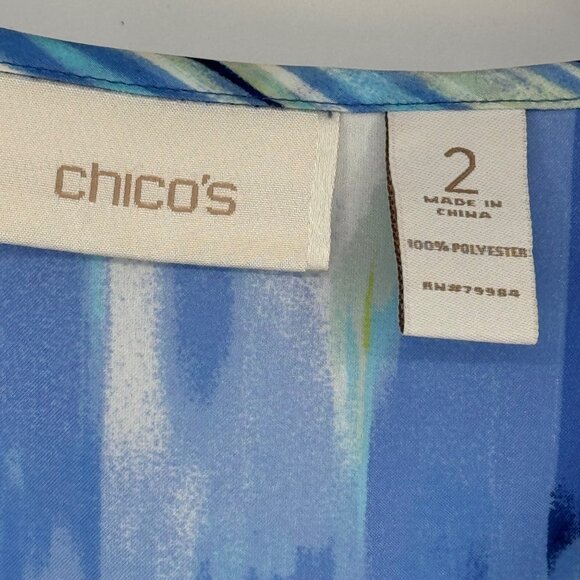 chico's
2
MADE IN
CHINA
100% POLYESTER
RN#79984